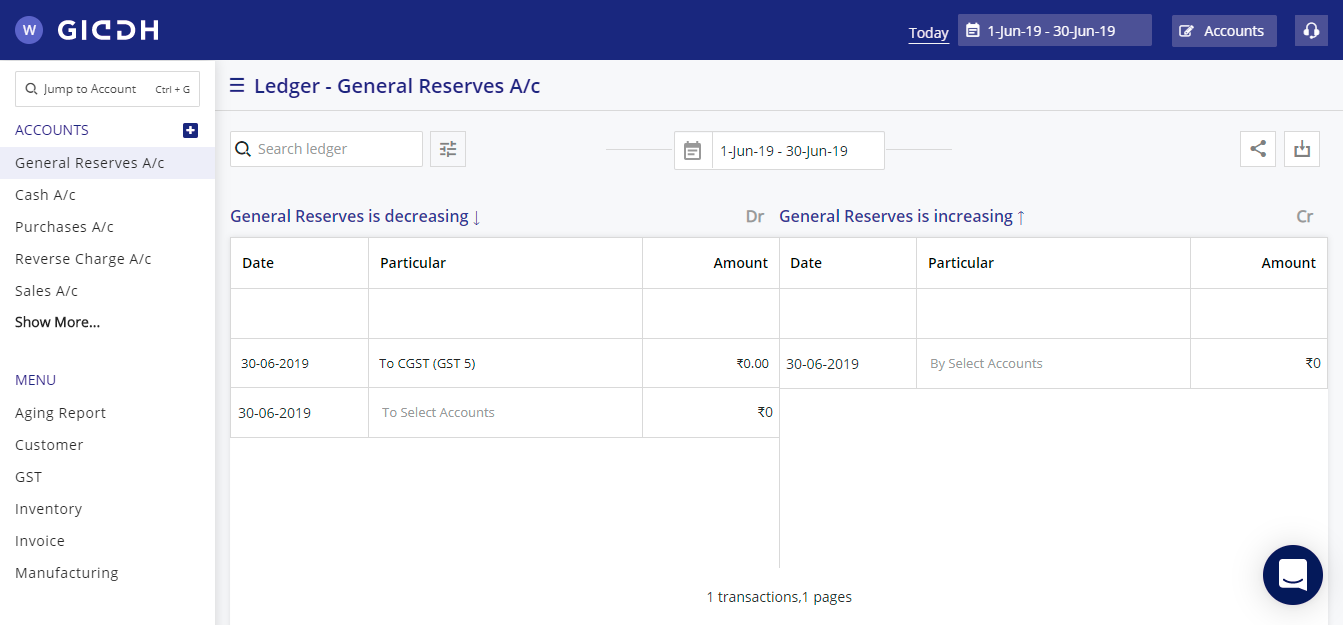 W GIDDH
Today 1-Jun-19 - 30-Jun-19 Accounts
Jump to Account Ctrl + G
ACCOUNTS
General Reserves A/c
Cash A/c
Purchases A/c
Reverse Charge A/c
Sales A/c
Show More...
MENU
Aging Report
Customer
GST
Inventory
Invoice
Manufacturing
Ledger - General Reserves A/c
Search ledger
1-Jun-19 - 30-Jun-19
General Reserves is decreasing ↓ Dr General Reserves is increasing ↑ Cr
Date Particular Amount Date Particular Amount
30-06-2019 To CGST (GST 5) ₹0.00 30-06-2019 By Select Accounts ₹0
30-06-2019 To Select Accounts ₹0
1 transactions,1 pages